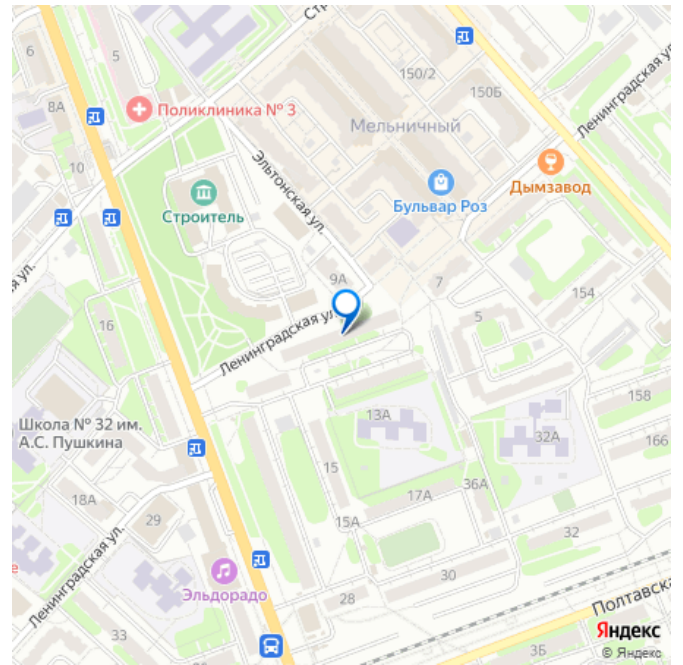 Ст
6
5
8А
Поликлиника № 3
150/2
150Б
Ленинградская ул.
Мельничный
10
Эльтонская ул.
Дымзавод
Бульвар Роз
Строитель
9А
7
154
16
Ленинградская ул.
5
Школа № 32 им.
А.С. Пушкина
13А
158
32А
166
15
18А
17А
36А
29
15А
32
Ленинградская ул.
Эльдорадо
30
28
Полтавска
33
Яндекс
3Б
© Яндекс